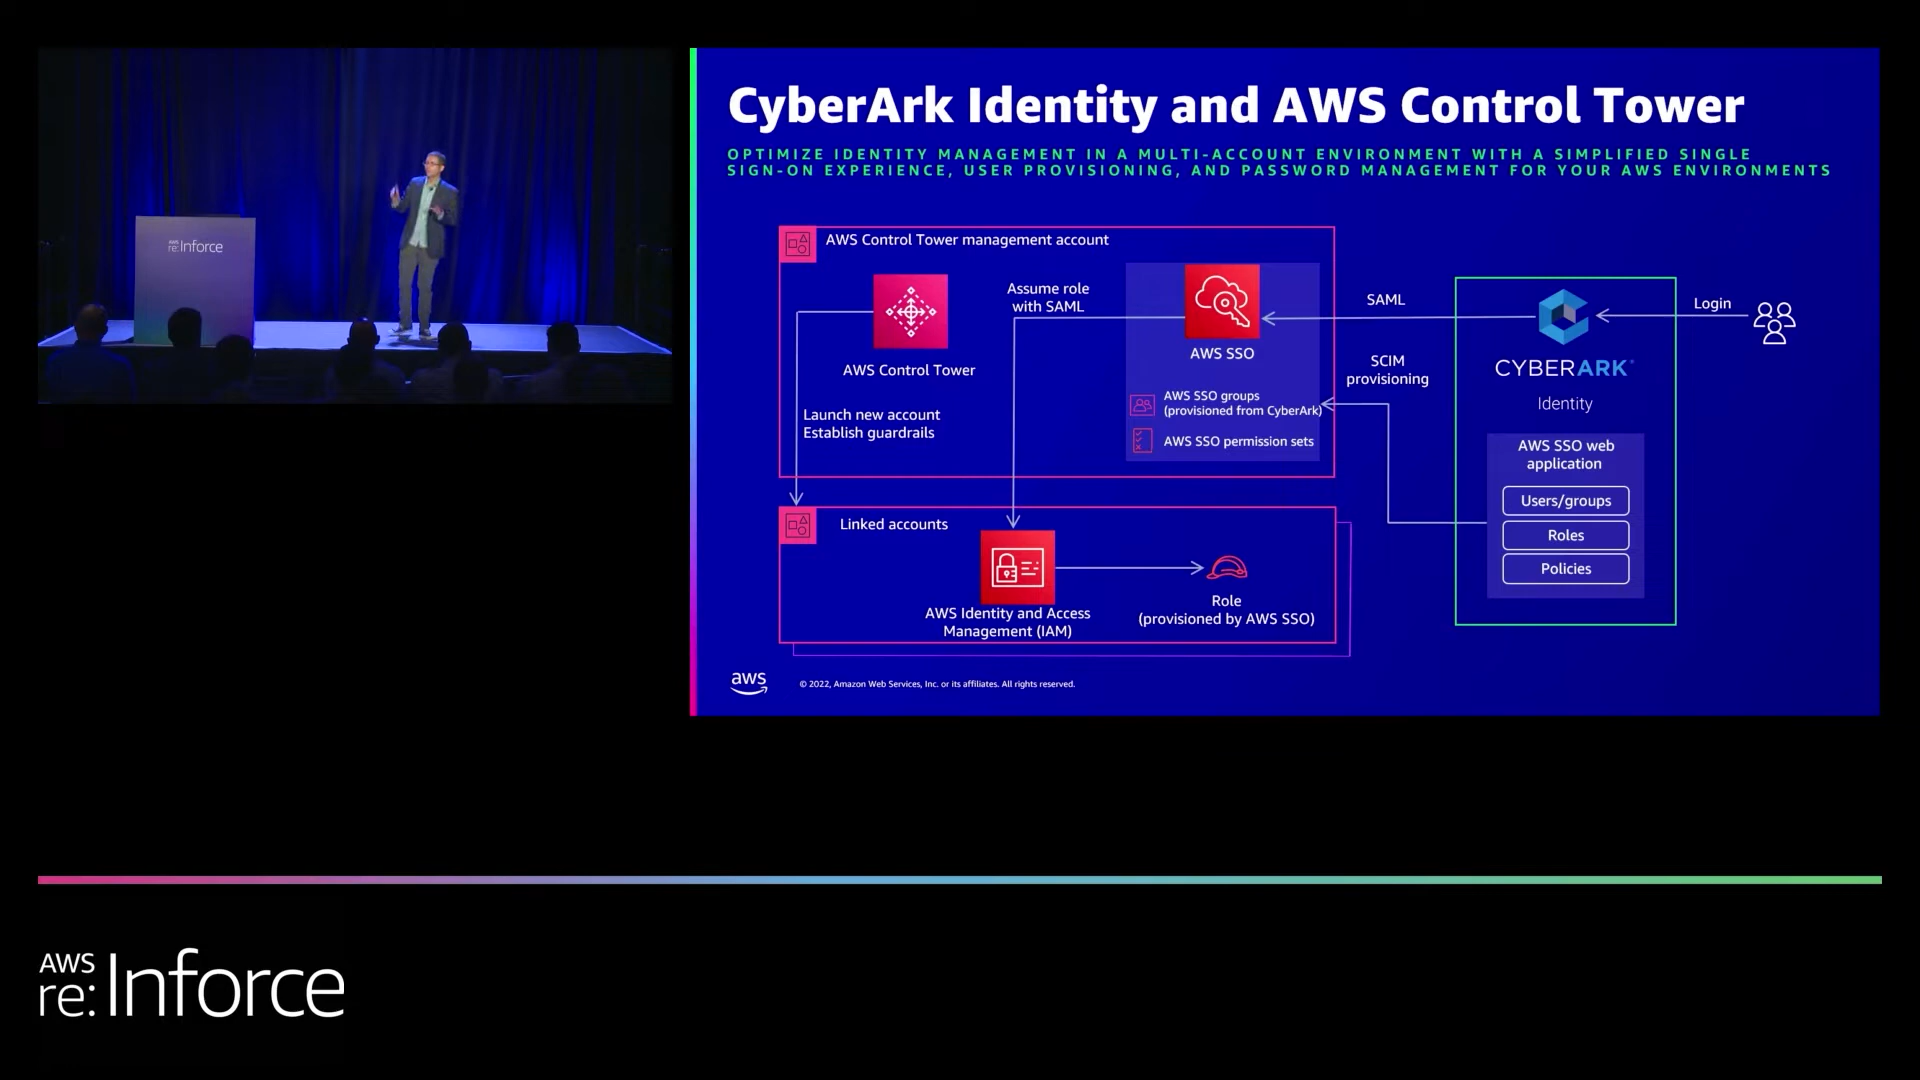 AWS
re:Inforce
CyberArk Identity and AWS Control Tower
OPTIMIZE IDENTITY MANAGEMENT IN A MULTI-ACCOUNT ENVIRONMENT WITH A SIMPLIFIED SINGLE
SIGN-ON EXPERIENCE, USER PROVISIONING, AND PASSWORD MANAGEMENT FOR YOUR AWS ENVIRONMENTS
AWS Control Tower management account
AWS Control Tower
Launch new account
Establish guardrails
Assume role
with SAML
AWS SSO
AWS SSO groups
(provisioned from CyberArk)
AWS SSO permission sets
SAML
SCIM
provisioning
Login
CYBERARK®
Identity
AWS SSO web
application
Users/groups
Roles
Policies
Linked accounts
AWS Identity and Access
Management (IAM)
Role
(provisioned by AWS SSO)
aws
© 2022, Amazon Web Services, Inc. or its affiliates. All rights reserved.
AWS
re:Inforce